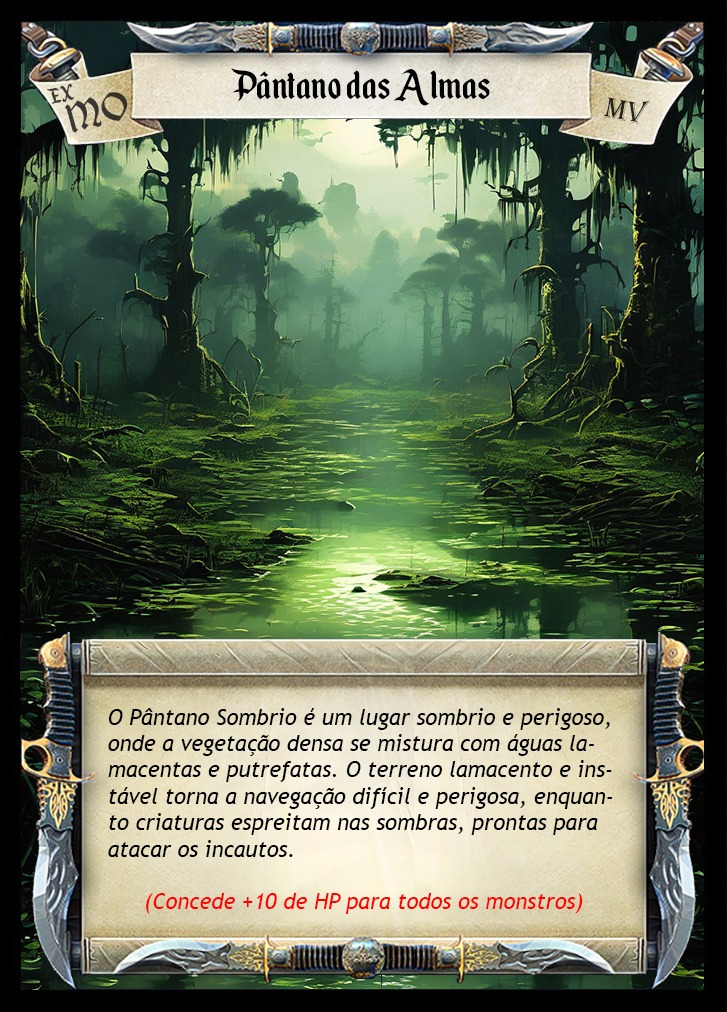 Pântano das Almas
EX
MO
MV
O Pântano Sombrio é um lugar sombrio e perigoso,
onde a vegetação densa se mistura com águas la-
macentas e putrefatas. O terreno lamacento e ins-
tável torna a navegação difícil e perigosa, enquan-
to criaturas espreitam nas sombras, prontas para
atacar os incautos.
(Concede +10 de HP para todos os monstros)